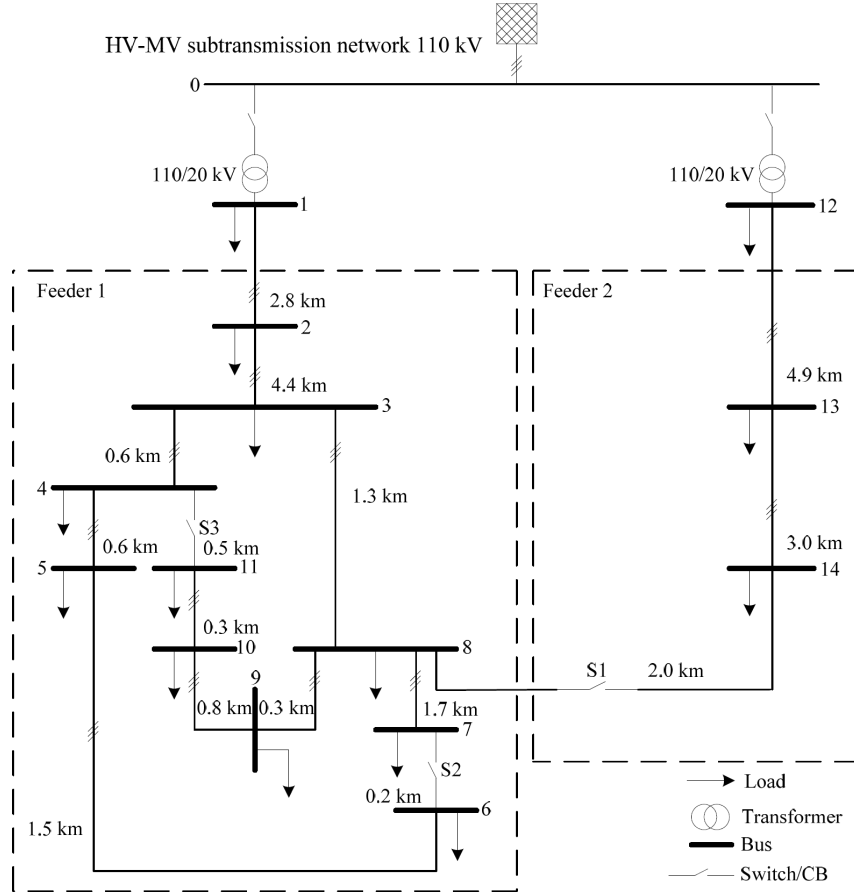 HV-MV subtransmission network 110 kV
0
110/20 kV
110/20 kV
1
12
Feeder 1
Feeder 2
2.8 km
2
4.4 km
4.9 km
3
13
0.6 km
1.3 km
4
S3
0.6 km
0.5 km
3.0 km
5
11
14
0.3 km
10
8
9
S1
2.0 km
0.8 km
0.3 km
1.7 km
7
S2
0.2 km
6
Load
Transformer
1.5 km
Bus
Switch/CB